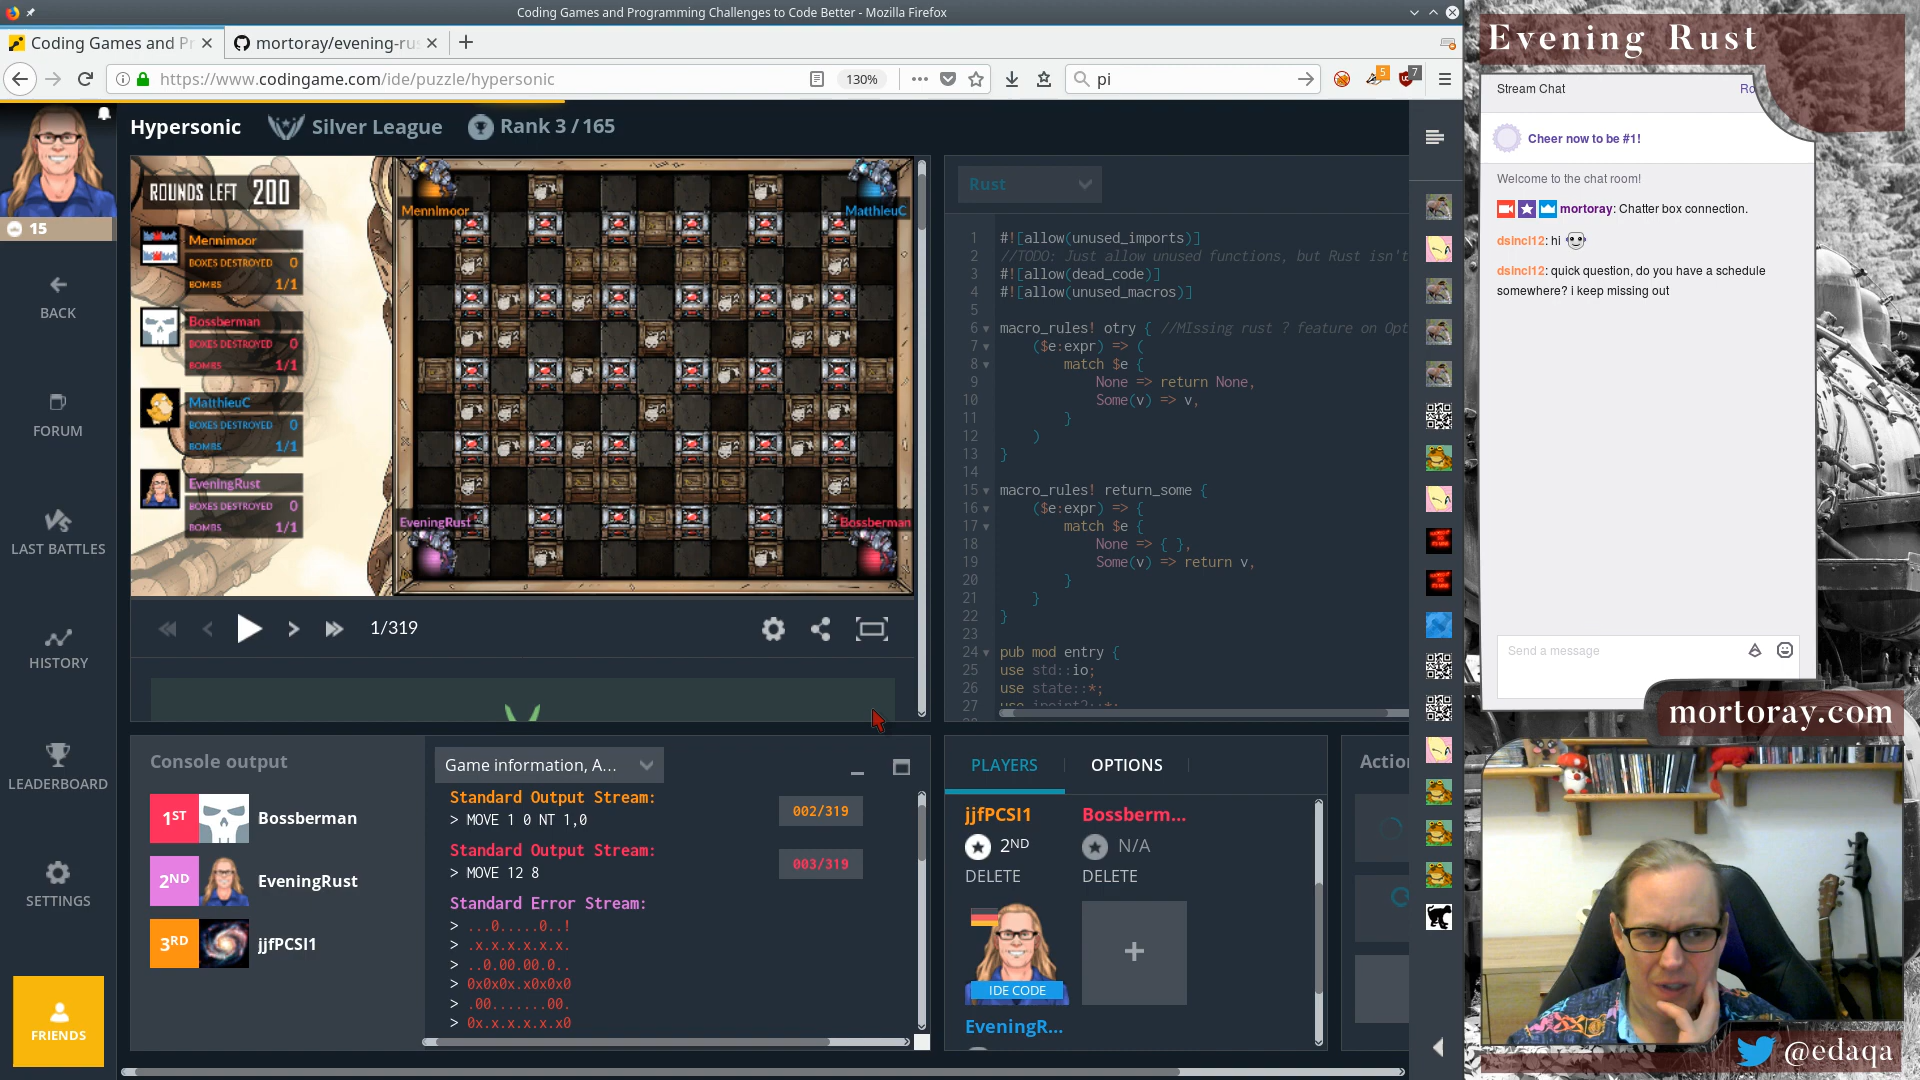 Coding Games and Programming Challenges to Code Better - Mozilla Firefox
Coding Games and Pr
mortoray/evening-rus
https://www.codingame.com/ide/puzzle/hypersonic
130%
pi
5
7
Hypersonic
Silver League
Rank 3 / 165
15
BACK
FORUM
LAST BATTLES
HISTORY
LEADERBOARD
SETTINGS
FRIENDS
ROUNDS LEFT 200
Mennimoor
BOXES DESTROYED 0
BOMBS 1/1
Bossberman
BOXES DESTROYED 0
BOMBS 1/1
MatthieuC
BOXES DESTROYED 0
BOMBS 1/1
EveningRust
BOXES DESTROYED 0
BOMBS 1/1
Mennimoor
MatthieuC
EveningRust
Bossberman
1/319
Rust
1 #![allow(unused_imports)]
2 //TODO: Just allow unused functions, but Rust isn't
3 #![allow(dead_code)]
4 #![allow(unused_macros)]
5
6 macro_rules! otry { //MIssing rust ? feature on Opt
7 ($e:expr) => (
8 match $e {
9 None => return None,
10 Some(v) => v,
11 }
12 )
13 }
14
15 macro_rules! return_some {
16 ($e:expr) => {
17 match $e {
18 None => { },
19 Some(v) => return v,
20 }
21 }
22 }
23
24 pub mod entry {
25 use std::io;
26 use state::*;
27 use ipoint2::*;
Console output
1ST Bossberman
2ND EveningRust
3RD jjfPCSI1
Game information, A...
Standard Output Stream:
002/319
> MOVE 1 0 NT 1,0
Standard Output Stream:
003/319
> MOVE 12 8
Standard Error Stream:
> ...0.....0..!
> .x.x.x.x.x.x.
> ..0.00.00.0..
> 0x0x0x.x0x0x0
> .00.......00.
> 0x.x.x.x.x.x0
PLAYERS
OPTIONS
jjfPCSI1
2ND
DELETE
Bossberm...
N/A
DELETE
IDE CODE
EveningR...
Action
Evening Rust
Stream Chat
Ro
Cheer now to be #1!
Welcome to the chat room!
mortoray: Chatter box connection.
dsincl12: hi
dsincl12: quick question, do you have a schedule
somewhere? i keep missing out
Send a message
mortoray.com
@edaqa